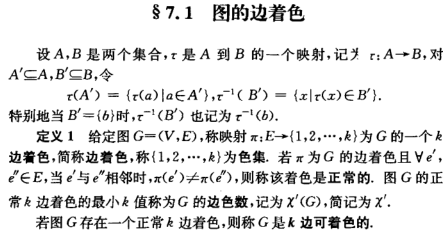 §7.1 图的边着色
设A,B是两个集合,τ是A到B的一个映射,记为 τ:A→B,对
A′⊆A,B′⊆B,令
τ(A′)={τ(a)|a∈A′},τ⁻¹(B′)={x|τ(x)∈B′}.
特别地当B′={b}时,τ⁻¹(B′)也记为τ⁻¹(b).
定义1 给定图G=(V,E),称映射π:E→{1,2,⋯,k}为G的一个k
边着色,简称边着色,称{1,2,⋯,k}为色集. 若π为G的边着色且∀e′,
e″∈E,当e′与e″相邻时,π(e′)≠π(e″),则称该着色是正常的. 图G的正
常k边着色的最小k值称为G的边色数,记为χ′(G),简记为χ′.
若图G存在一个正常k边着色,则称G是k边可着色的.